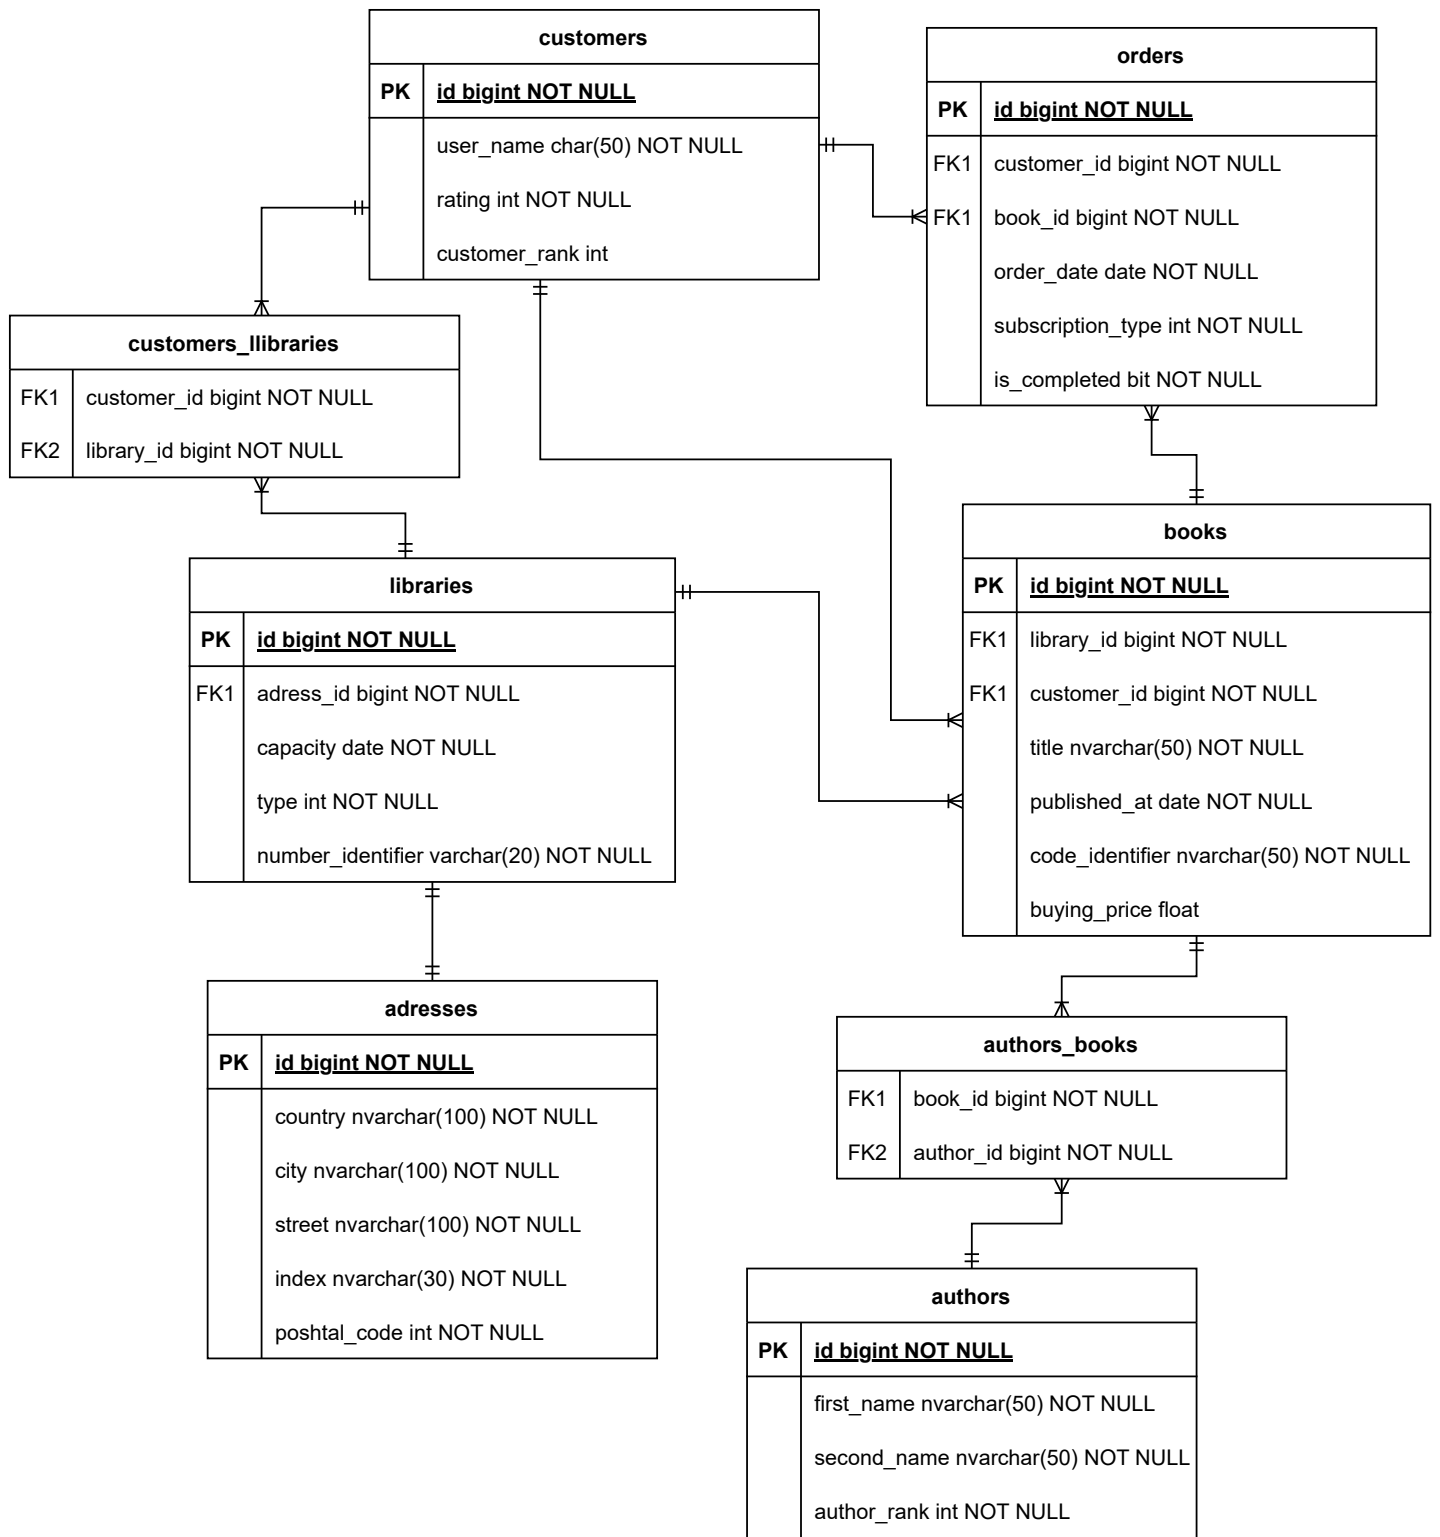 customers
PK id bigint NOT NULL
user_name char(50) NOT NULL
rating int NOT NULL
customer_rank int
orders
PK id bigint NOT NULL
FK1 customer_id bigint NOT NULL
FK1 book_id bigint NOT NULL
order_date date NOT NULL
subscription_type int NOT NULL
is_completed bit NOT NULL
customers_llibraries
FK1 customer_id bigint NOT NULL
FK2 library_id bigint NOT NULL
libraries
PK id bigint NOT NULL
FK1 adress_id bigint NOT NULL
capacity date NOT NULL
type int NOT NULL
number_identifier varchar(20) NOT NULL
books
PK id bigint NOT NULL
FK1 library_id bigint NOT NULL
FK1 customer_id bigint NOT NULL
title nvarchar(50) NOT NULL
published_at date NOT NULL
code_identifier nvarchar(50) NOT NULL
buying_price float
adresses
PK id bigint NOT NULL
country nvarchar(100) NOT NULL
city nvarchar(100) NOT NULL
street nvarchar(100) NOT NULL
index nvarchar(30) NOT NULL
poshtal_code int NOT NULL
authors_books
FK1 book_id bigint NOT NULL
FK2 author_id bigint NOT NULL
authors
PK id bigint NOT NULL
first_name nvarchar(50) NOT NULL
second_name nvarchar(50) NOT NULL
author_rank int NOT NULL